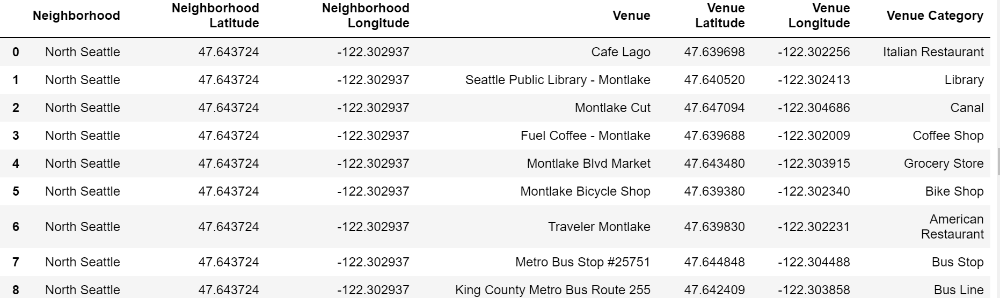 Neighborhood Neighborhood Latitude Neighborhood Longitude Venue Venue Latitude Venue Longitude Venue Category
0 North Seattle 47.643724 -122.302937 Cafe Lago 47.639698 -122.302256 Italian Restaurant
1 North Seattle 47.643724 -122.302937 Seattle Public Library - Montlake 47.640520 -122.302413 Library
2 North Seattle 47.643724 -122.302937 Montlake Cut 47.647094 -122.304686 Canal
3 North Seattle 47.643724 -122.302937 Fuel Coffee - Montlake 47.639688 -122.302009 Coffee Shop
4 North Seattle 47.643724 -122.302937 Montlake Blvd Market 47.643480 -122.303915 Grocery Store
5 North Seattle 47.643724 -122.302937 Montlake Bicycle Shop 47.639380 -122.302340 Bike Shop
6 North Seattle 47.643724 -122.302937 Traveler Montlake 47.639830 -122.302231 American Restaurant
7 North Seattle 47.643724 -122.302937 Metro Bus Stop #25751 47.644848 -122.304488 Bus Stop
8 North Seattle 47.643724 -122.302937 King County Metro Bus Route 255 47.642409 -122.303858 Bus Line